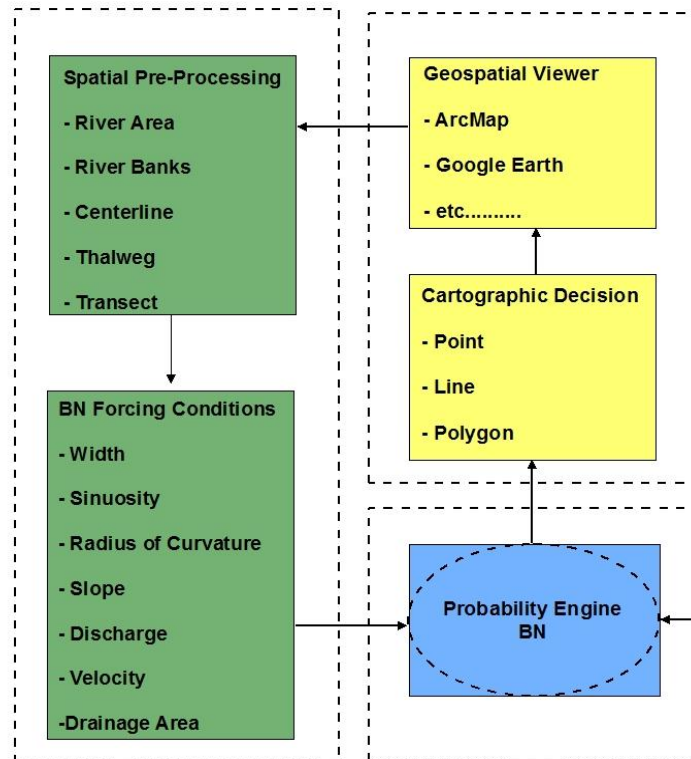 Spatial Pre-Processing
- River Area
- River Banks
- Centerline
- Thalweg
- Transect
BN Forcing Conditions
- Width
- Sinuosity
- Radius of Curvature
- Slope
- Discharge
- Velocity
-Drainage Area
Geospatial Viewer
- ArcMap
- Google Earth
- etc..........
Cartographic Decision
- Point
- Line
- Polygon
Probability Engine
BN